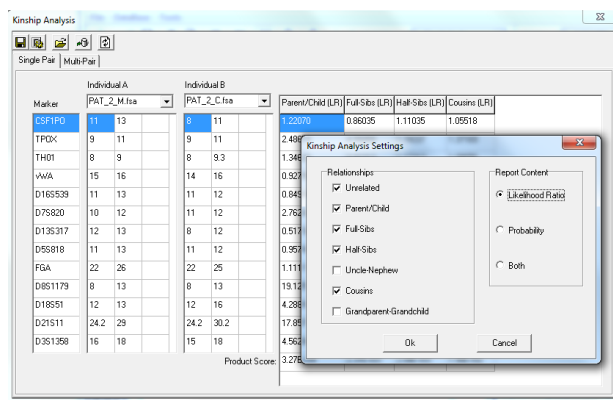 Kinship Analysis
Single Pair Multi-Pair
Individual A Individual B
Marker PAT_2_M.fsa PAT_2_C.fsa Parent/Child (LR) Full-Sibs (LR) Half-Sibs (LR) Cousins (LR)
CSF1PO 11 13 8 11 1.22070 0.86035 1.11035 1.05518
TPOX 9 11 9 11
TH01 8 9 8 9.3
vWA 15 16 14 16
D16S539 11 13 11 12
D7S820 10 12 11 12
D13S317 12 13 8 12
D5S818 11 13 11 12
FGA 22 26 22 25
D8S1179 8 13 8 13
D18S51 12 13 12 16
D21S11 24.2 29 24.2 30.2
D3S1358 16 18 15 18
Product Score:
Kinship Analysis Settings
Relationships
Unrelated
Parent/Child
Full-Sibs
Half-Sibs
Uncle-Nephew
Cousins
Grandparent-Grandchild
Report Content
Likelihood Ratio
Probability
Both
Ok Cancel